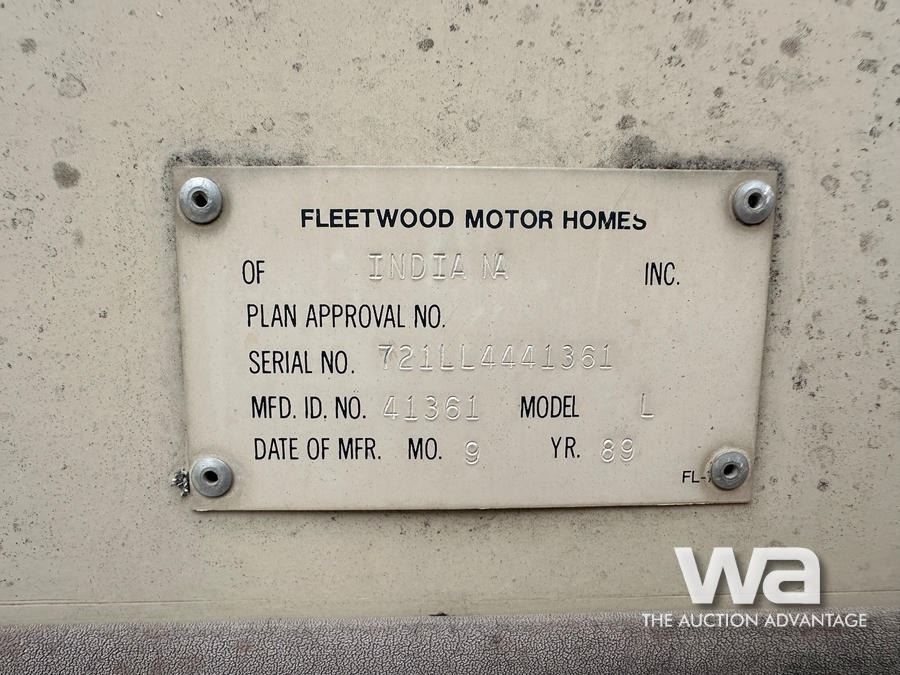 FLEETWOOD MOTOR HOMES
OF INDIANA INC.
PLAN APPROVAL NO.
SERIAL NO. 721LL4441361
MFD. ID. NO. 41361 MODEL L
DATE OF MFR. MO. 9 YR. 89
FL-
wa
THE AUCTION ADVANTAGE